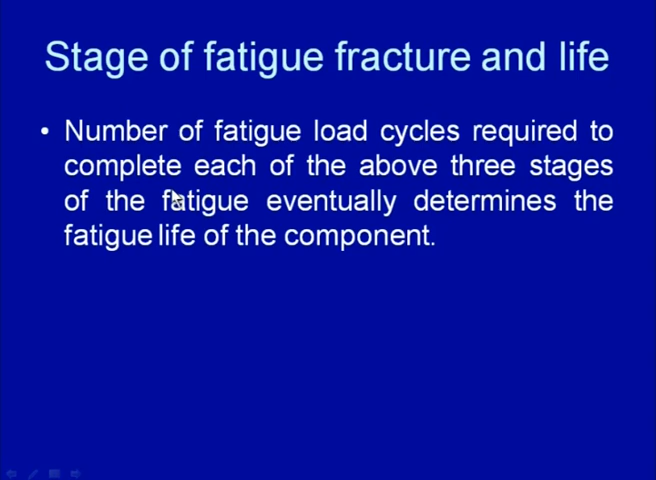 Stage of fatigue fracture and life
• Number of fatigue load cycles required to
complete each of the above three stages
of the fatigue eventually determines the
fatigue life of the component.